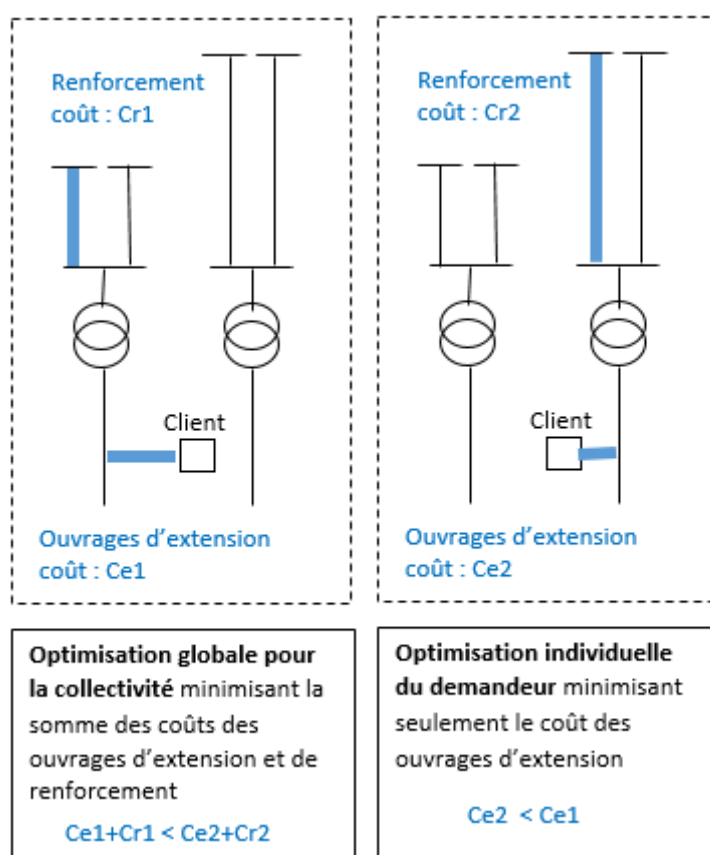 Renforcement
coût : Cr1
Client
Ouvrages d’extension
coût : Ce1
Optimisation globale pour
la collectivité minimisant la
somme des coûts des
ouvrages d’extension et de
renforcement
Ce1+Cr1 < Ce2+Cr2
Renforcement
coût : Cr2
Client
Ouvrages d’extension
coût : Ce2
Optimisation individuelle
du demandeur minimisant
seulement le coût des
ouvrages d’extension
Ce2 < Ce1